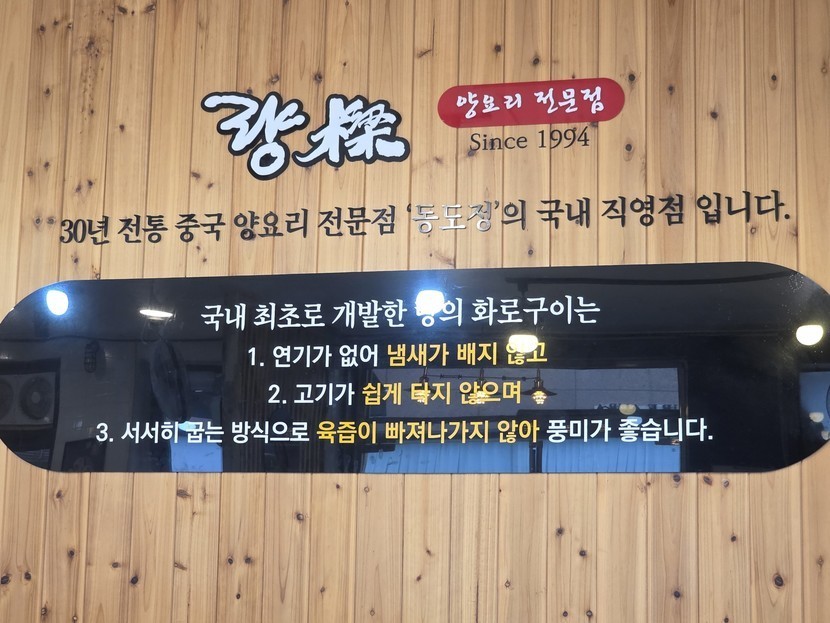 량 樑
양요리 전문점
Since 1994
30년 전통 중국 양요리 전문점 '동도정'의 국내 직영점 입니다.
국내 최초로 개발한 의 화로구이는
1. 연기가 없어 냄새가 배지 않고
2. 고기가 쉽게 타지 않으며
3. 서서히 굽는 방식으로 육즙이 빠져나가지 않아 풍미가 좋습니다.